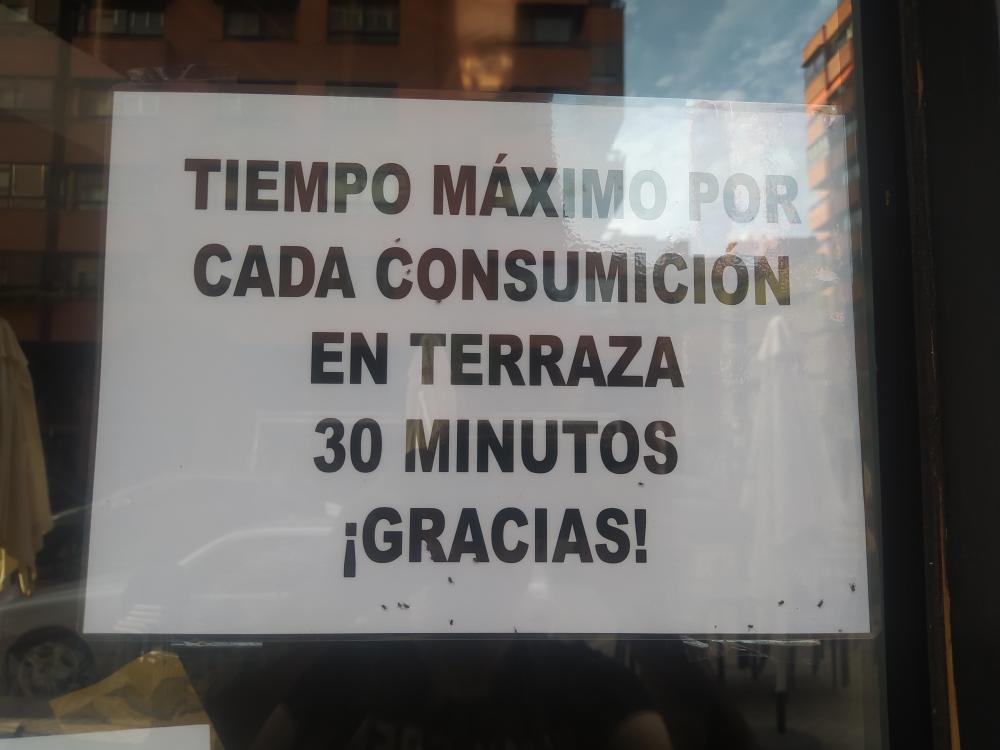 TIEMPO MÁXIMO POR
CADA CONSUMICIÓN
EN TERRAZA
30 MINUTOS
¡GRACIAS!